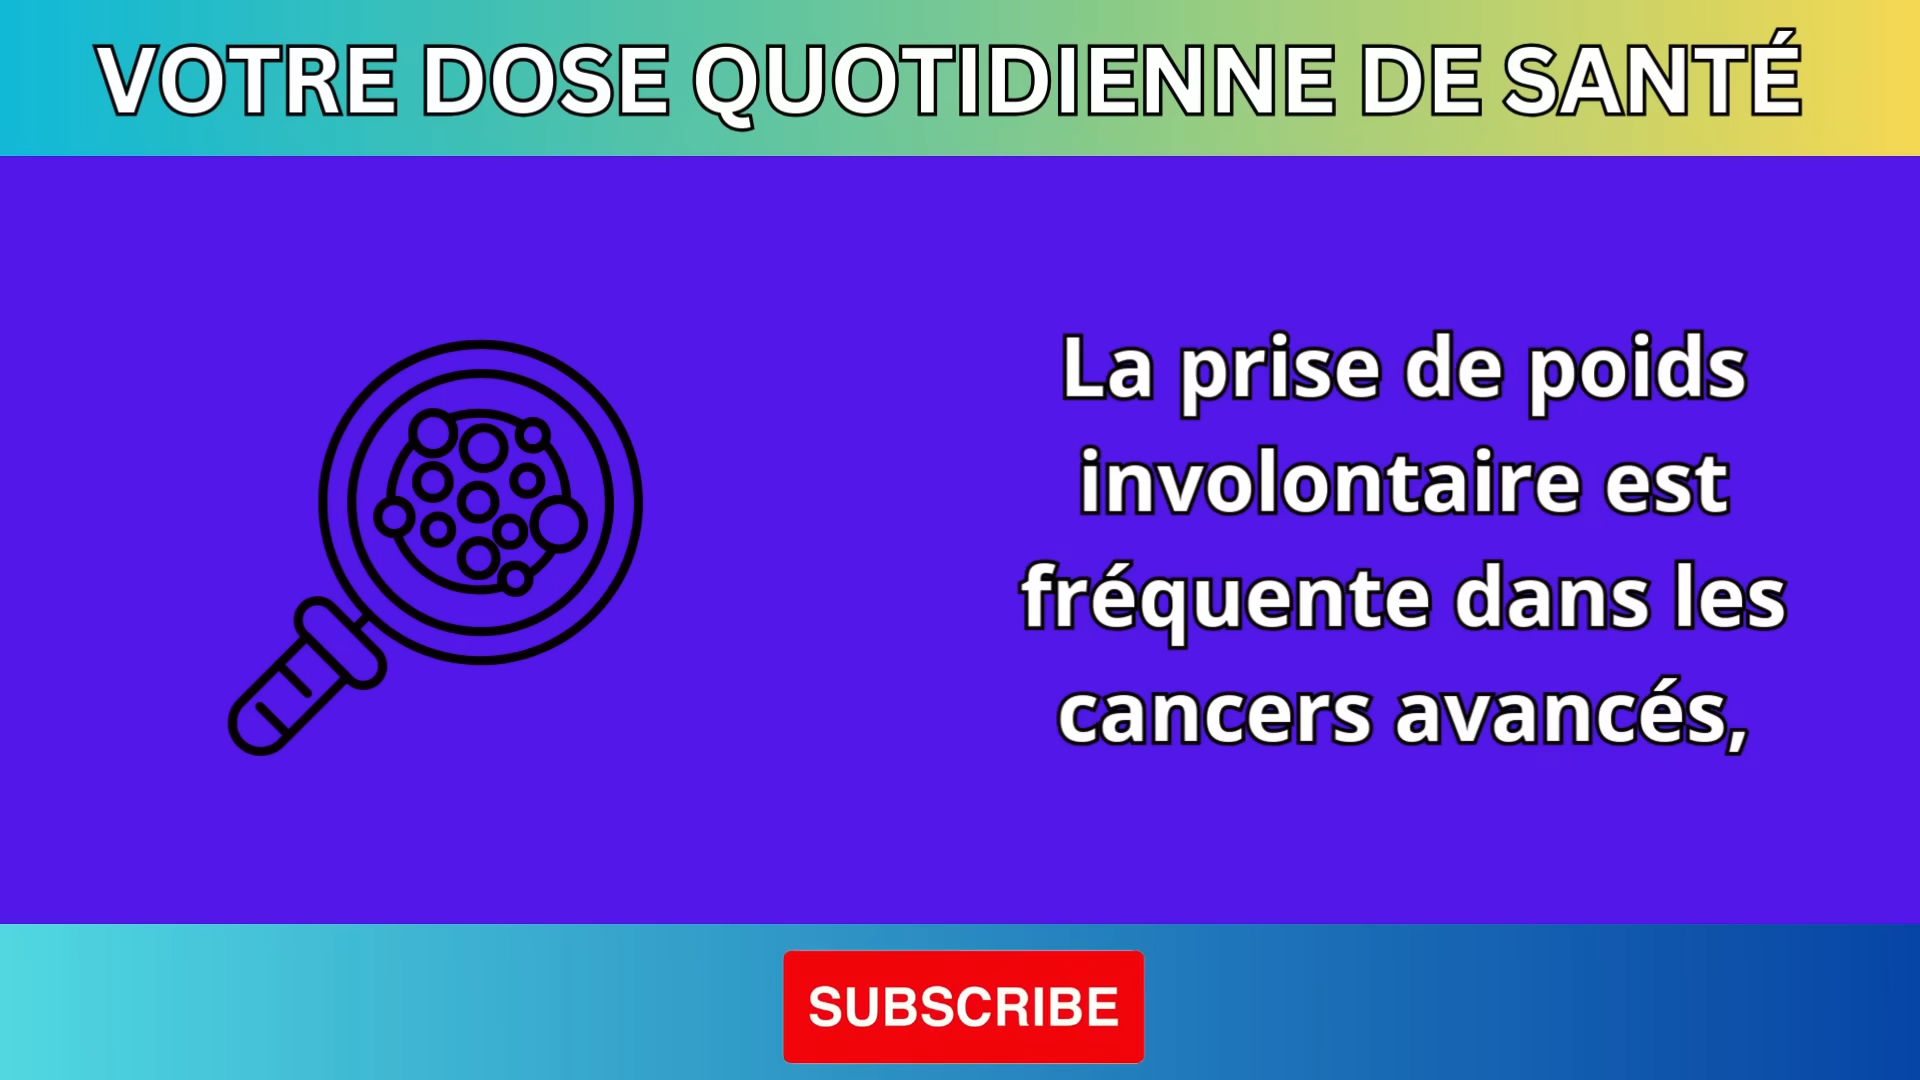 VOTRE DOSE QUOTIDIENNE DE SANTÉ
La prise de poids
involontaire est
fréquente dans les
cancers avancés,
SUBSCRIBE